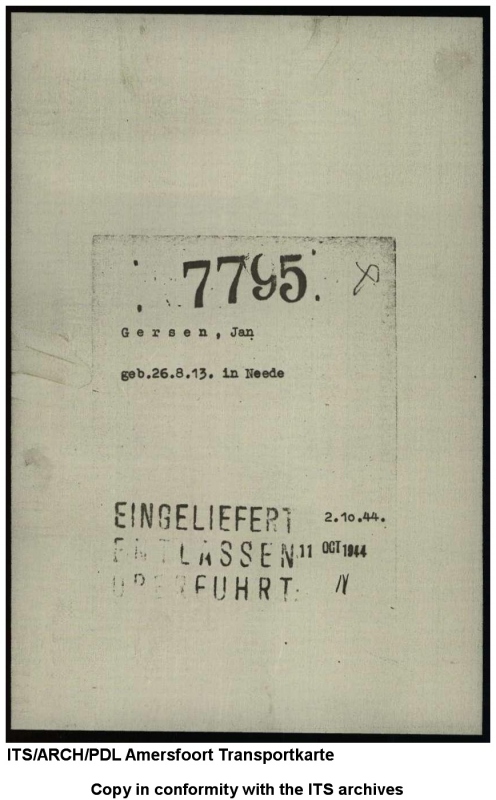 7795.
Gersen, Jan
geb.26.8.13. in Neede
EINGELIEFERT 2.10.44.
ENTLASSEN 11 OCT 1944
ÜBERFUHRT:
ITS/ARCH/PDL Amersfoort Transportkarte
Copy in conformity with the ITS archives